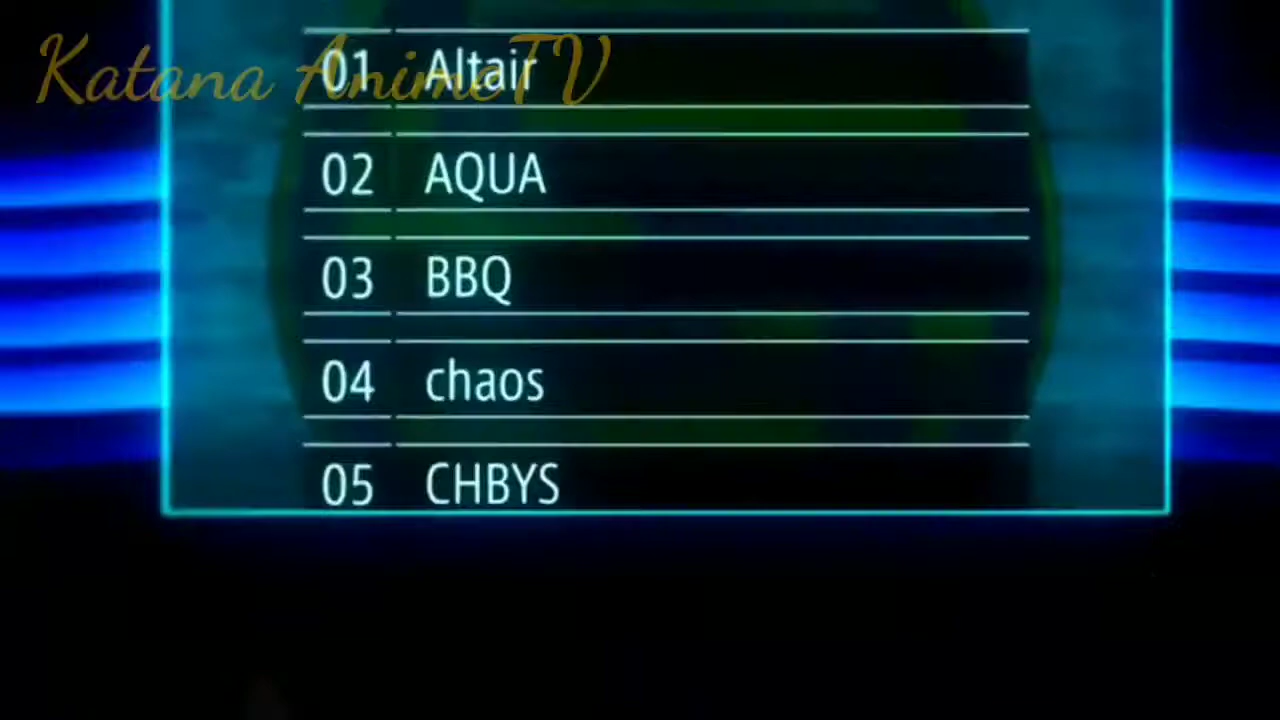 Katana AnimeTV
01 Altair
02 AQUA
03 BBQ
04 chaos
05 CHBYS